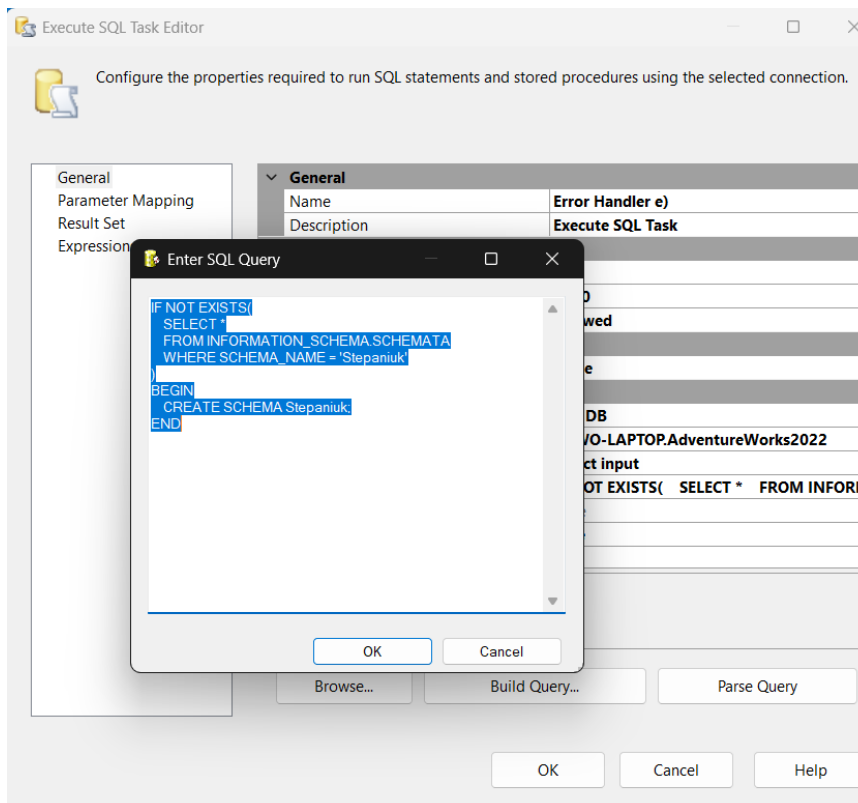 Execute SQL Task Editor
Configure the properties required to run SQL statements and stored procedures using the selected connection.
General
Parameter Mapping
Result Set
Expression
General
Name Error Handler e)
Description Execute SQL Task
Enter SQL Query
IF NOT EXISTS(
SELECT *
FROM INFORMATION_SCHEMA.SCHEMATA
WHERE SCHEMA_NAME = 'Stepaniuk'
)
BEGIN
CREATE SCHEMA Stepaniuk;
END
OK Cancel
0
wed
e
DB
VO-LAPTOP.AdventureWorks2022
ct input
OT EXISTS( SELECT * FROM INFORI
Browse... Build Query... Parse Query
OK Cancel Help